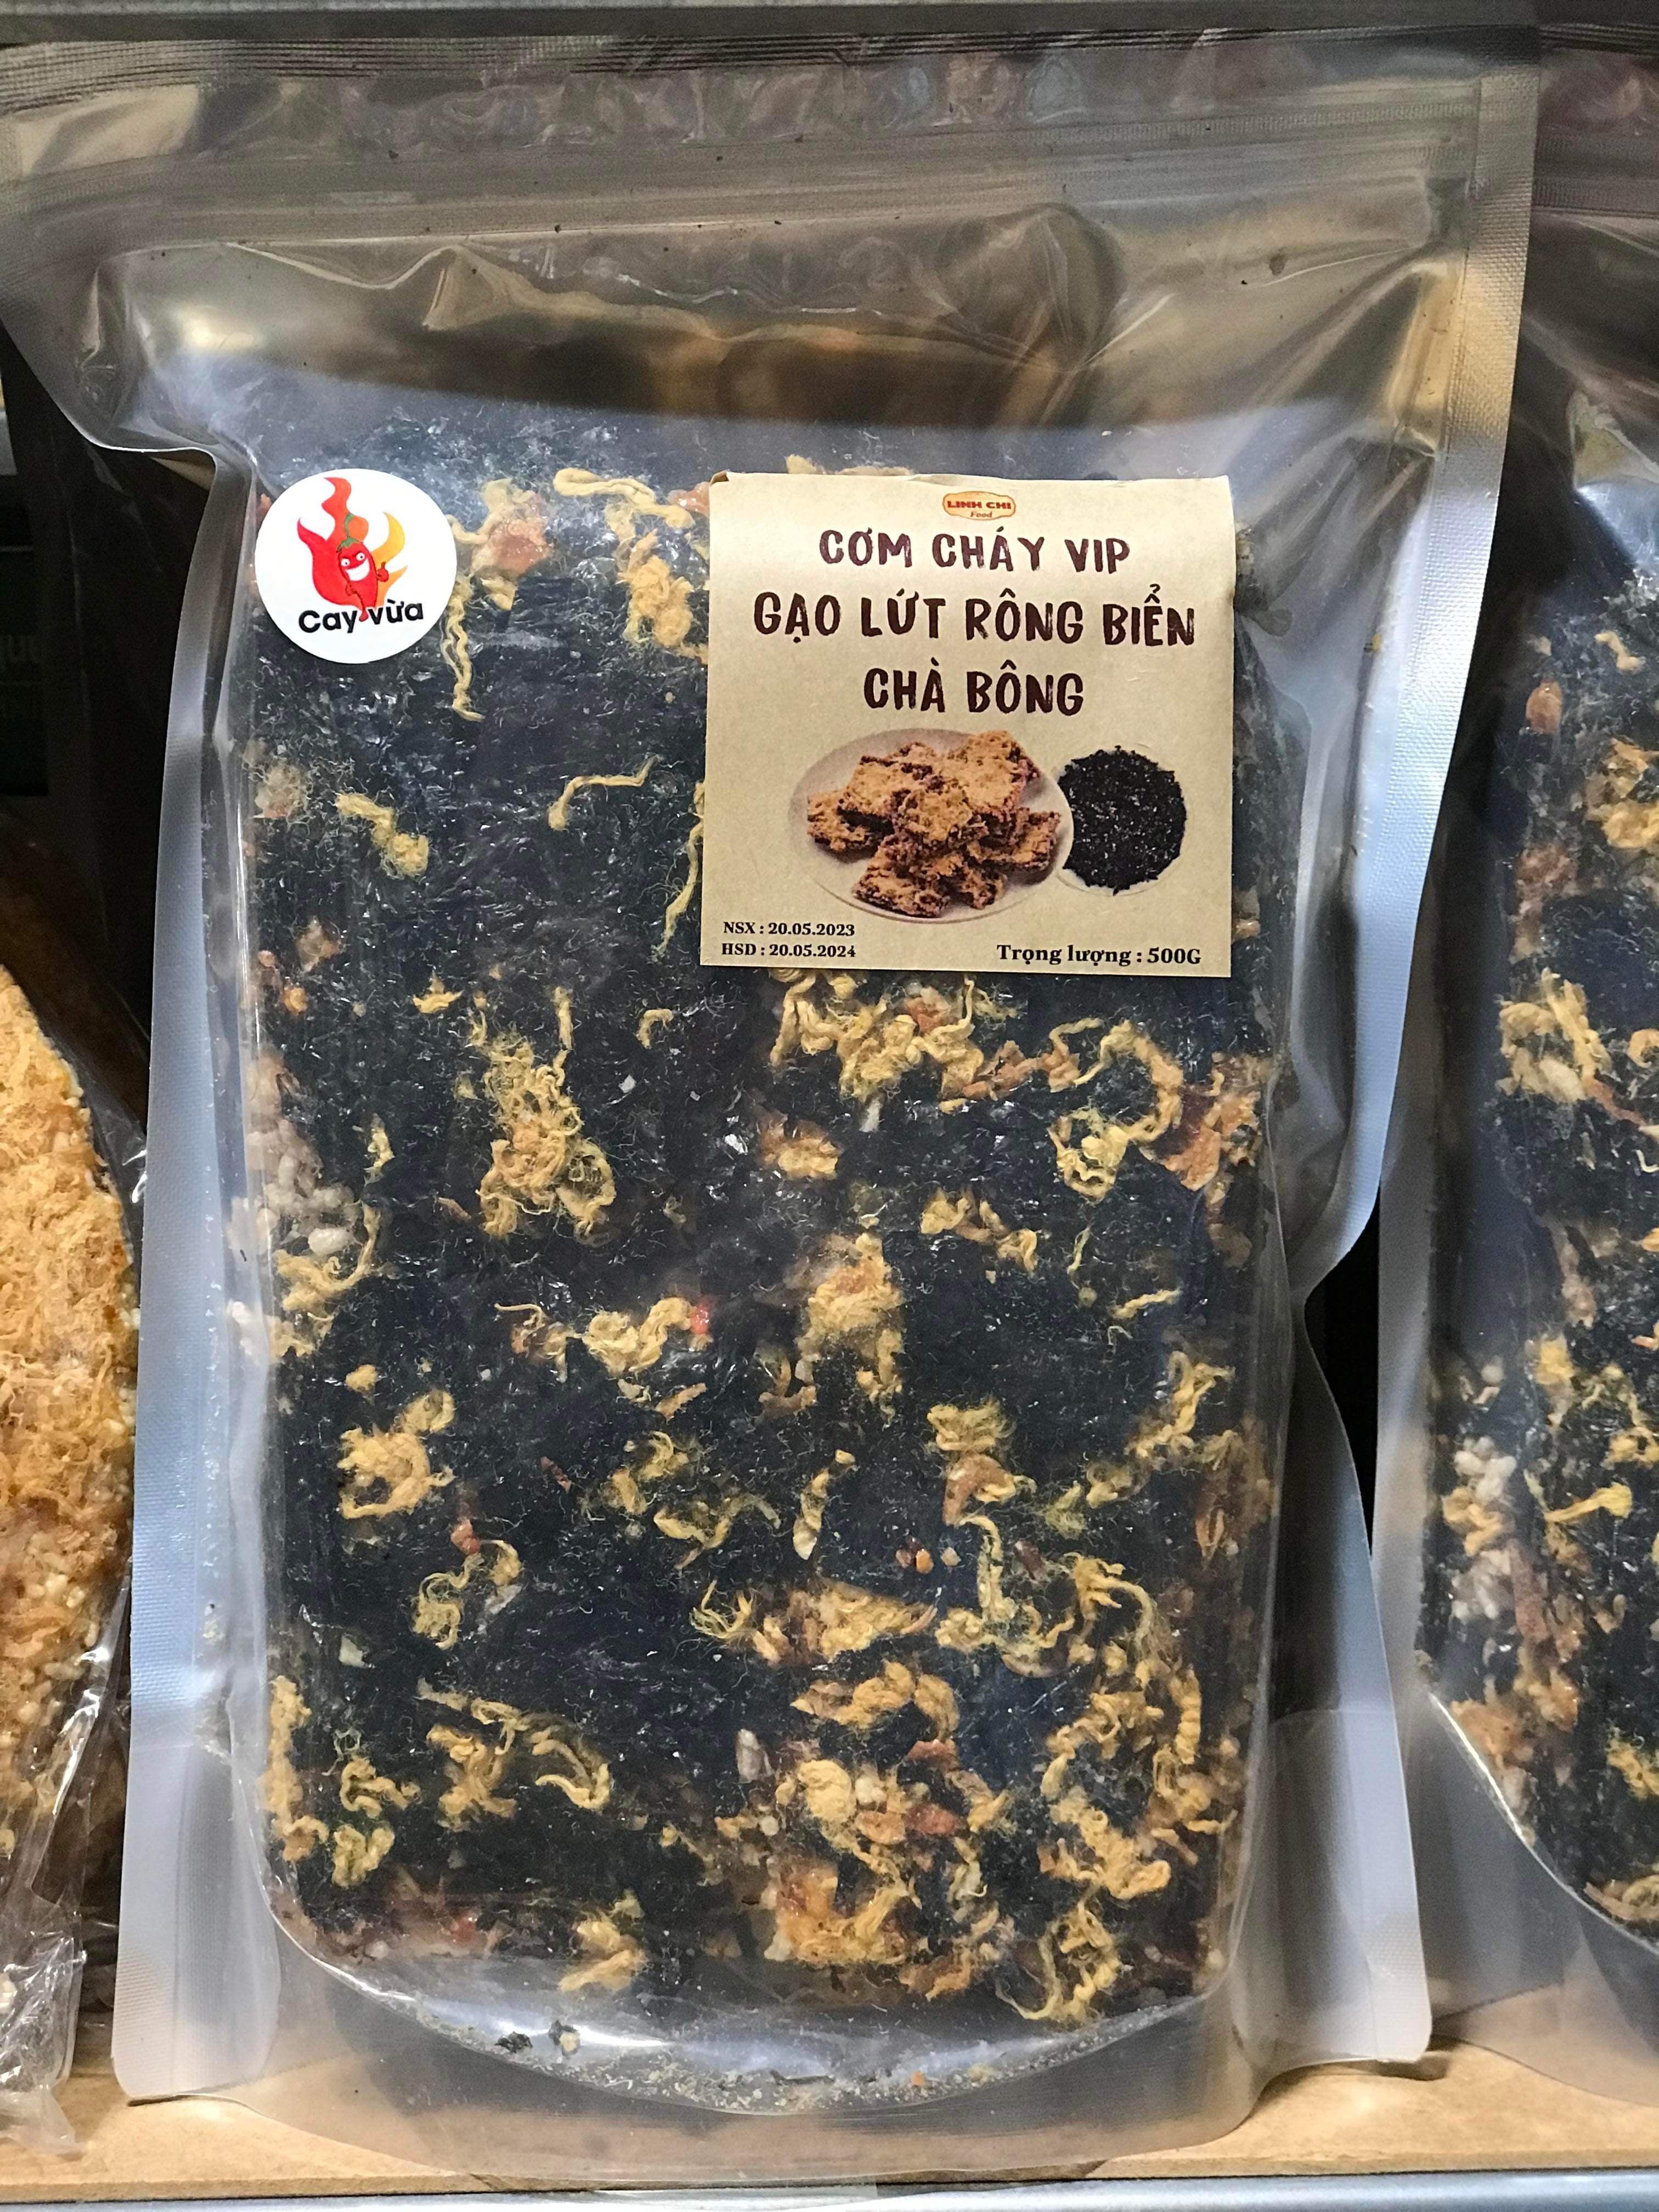 Cay vừa
LINH CHI
Food
CƠM CHÁY VIP
GẠO LỨT RÔNG BIỂN
CHÀ BÔNG
NSX : 20.05.2023
HSD : 20.05.2024
Trọng lượng : 500G